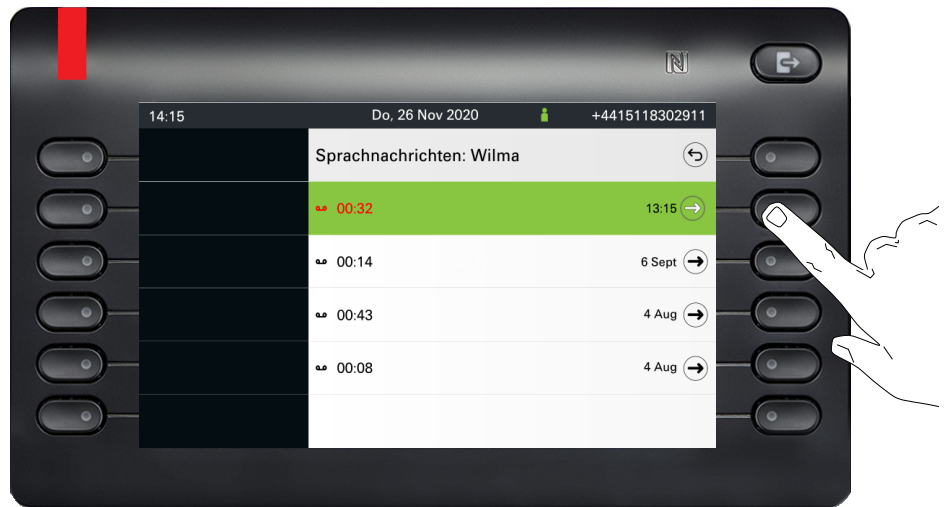 14:15 Do, 26 Nov 2020 +4415118302911
Sprachnachrichten: Wilma
00:32 13:15
00:14 6 Sept
00:43 4 Aug
00:08 4 Aug